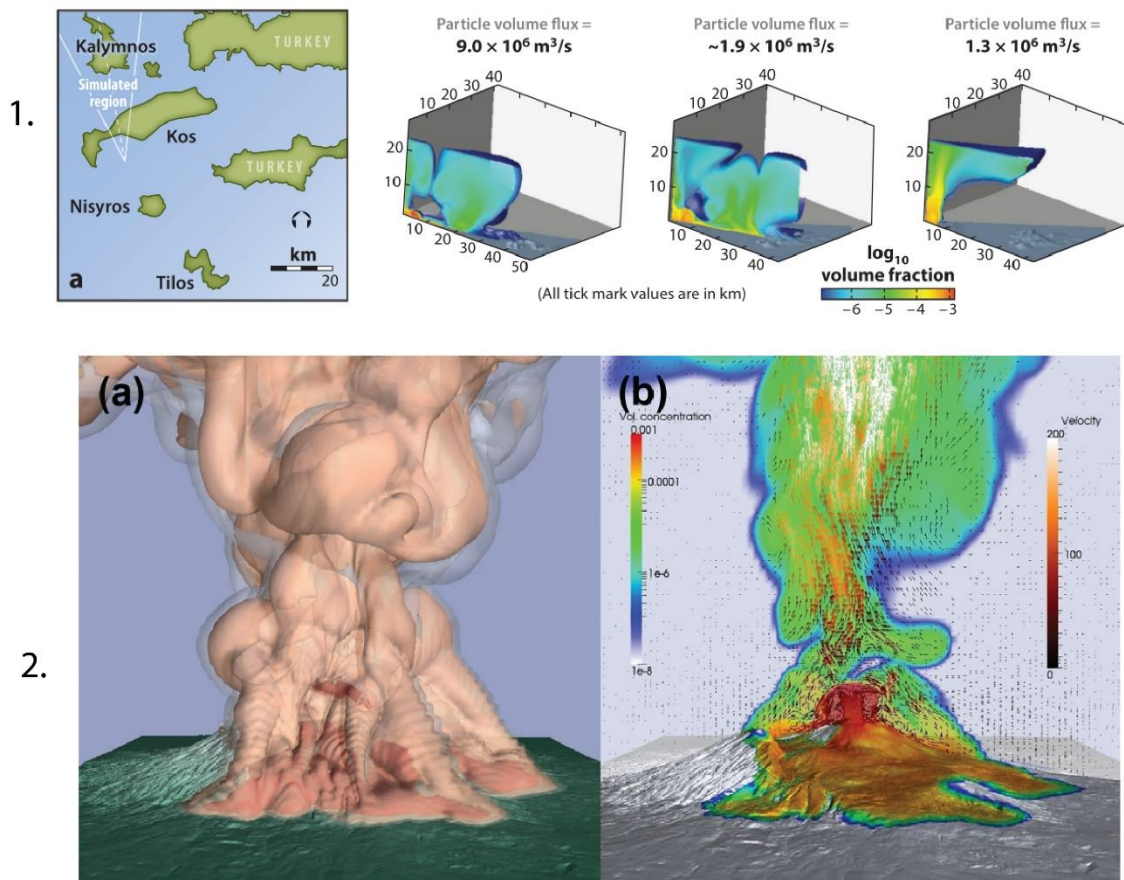 1.
Kalymnos
TURKEY
Simulated
region
Kos
TURKEY
Nisyros
km
20
a
Tilos
Particle volume flux =
9.0 × 10⁶ m³/s
40
30
20
10
20
10
10
20
30
40
50
Particle volume flux =
~1.9 × 10⁶ m³/s
40
30
20
10
20
10
10
20
30
40
Particle volume flux =
1.3 × 10⁶ m³/s
40
30
20
10
20
10
10
20
30
40
(All tick mark values are in km)
log₁₀
volume fraction
−6 −5 −4 −3
2.
(a)
(b)
Vol. concentration
0.001
0.0001
1e-6
1e-8
Velocity
200
100
0